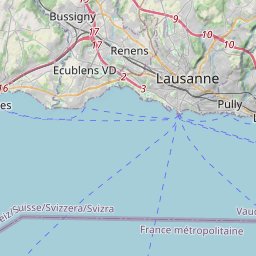 Bussigny
17
10
17
Renens
10
10
Ecublens VD
2
Lausanne
16
3
Pully
es
L
eiz/Suisse/Svizzera/Svizra
Vaud
France métropolitaine